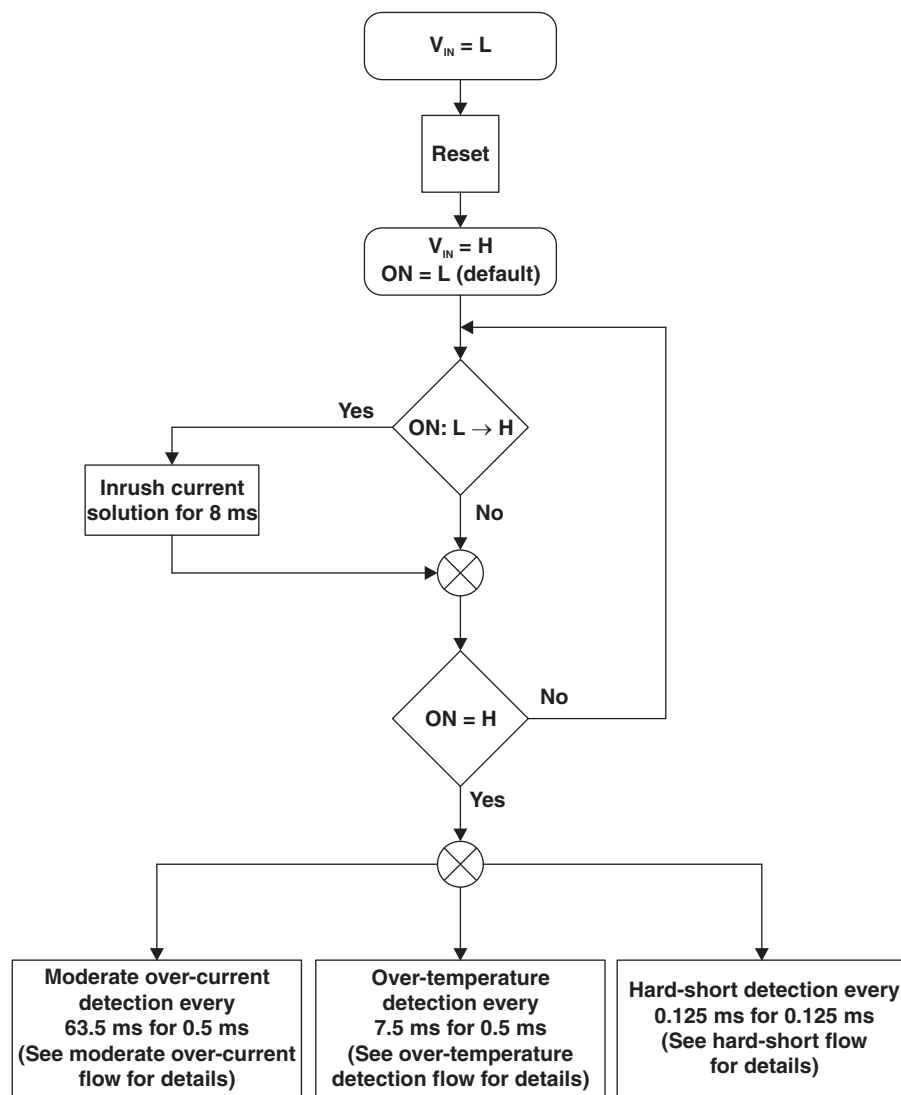 V_IN = L
Reset
V_IN = H
ON = L (default)
ON: L → H
Yes
Inrush current
solution for 8 ms
No
ON = H
No
Yes
Moderate over-current
detection every
63.5 ms for 0.5 ms
(See moderate over-current
flow for details)
Over-temperature
detection every
7.5 ms for 0.5 ms
(See over-temperature
detection flow for details)
Hard-short detection every
0.125 ms for 0.125 ms
(See hard-short flow
for details)